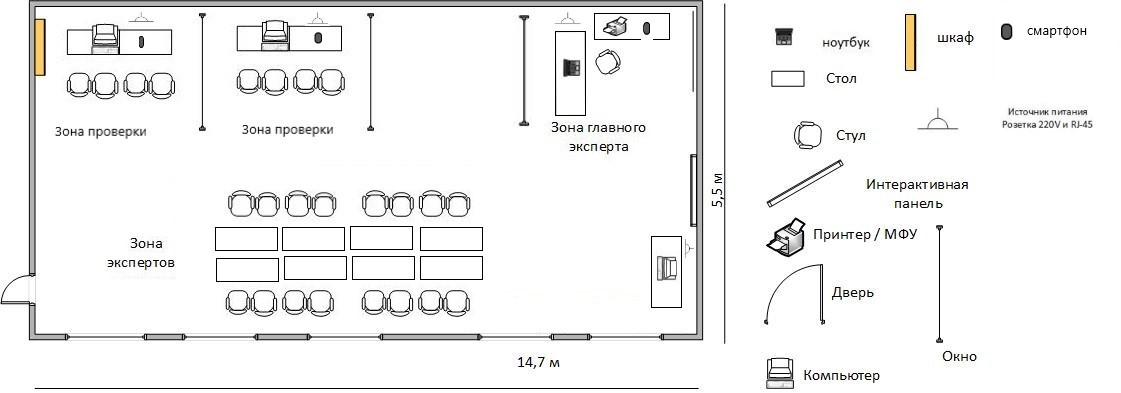 Зона проверки
Зона проверки
Зона главного
эксперта
Зона
экспертов
5,5 м
14,7 м
ноутбук
шкаф
смартфон
Стол
Источник питания
Розетка 220V и RJ-45
Стул
Интерактивная
панель
Принтер / МФУ
Дверь
Окно
Компьютер